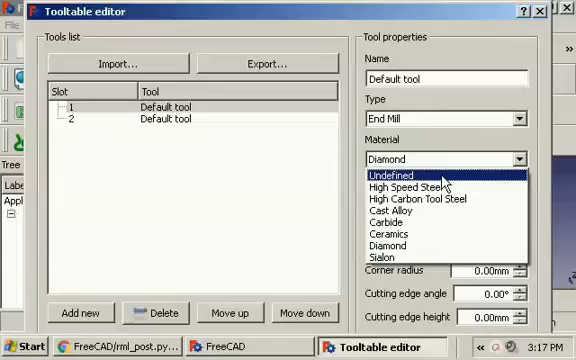 Tooltable editor
Tools list
Import...
Export...
Slot Tool
1 Default tool
2 Default tool
Add new
Delete
Move up
Move down
Tool properties
Name
Default tool
Type
End Mill
Material
Diamond
Undefined
High Speed Steel
High Carbon Tool Steel
Cast Alloy
Carbide
Ceramics
Diamond
Sialon
Corner radius 0.00mm
Cutting edge angle 0.00°
Cutting edge height 0.00mm
File
Tree
Appl
Start
FreeCAD/rml_post.py...
FreeCAD
Tooltable editor
«
3:17 PM
»